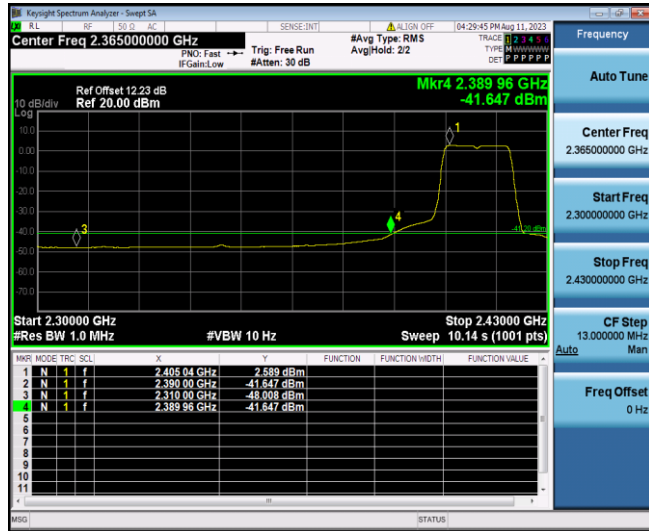 Keysight Spectrum Analyzer - Swept SA
RL RF 50 Ω AC SENSE:INT ALIGN OFF 04:29:45 PM Aug 11, 2023
Center Freq 2.365000000 GHz
PNO: Fast
IFGain:Low
Trig: Free Run
#Atten: 30 dB
#Avg Type: RMS
Avg|Hold: 2/2
TRACE 1 2 3 4 5 6
TYPE M W W W W W
DET P P P P P P
Frequency
Ref Offset 12.23 dB
10 dB/div Ref 20.00 dBm
Log
Mkr4 2.389 96 GHz
-41.647 dBm
10.0
0.00
-10.0
-20.0
-30.0
-40.0
-50.0
-60.0
-70.0
1
3
4
-41.20 dBm
Start 2.30000 GHz Stop 2.43000 GHz
#Res BW 1.0 MHz #VBW 10 Hz Sweep 10.14 s (1001 pts)
MKR MODE TRC SCL X Y FUNCTION FUNCTION WIDTH FUNCTION VALUE
1 N 1 f 2.405 04 GHz 2.589 dBm
2 N 1 f 2.390 00 GHz -41.647 dBm
3 N 1 f 2.310 00 GHz -48.008 dBm
4 N 1 f 2.389 96 GHz -41.647 dBm
5
6
7
8
9
10
11
MSG STATUS
Auto Tune
Center Freq
2.365000000 GHz
Start Freq
2.300000000 GHz
Stop Freq
2.430000000 GHz
CF Step
13.000000 MHz
Auto Man
Freq Offset
0 Hz